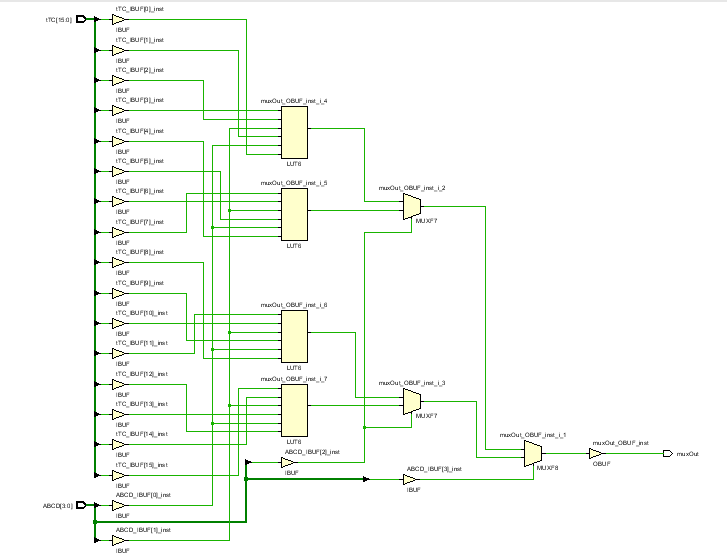 tTC_IBUF[0]_inst
tTC[15:0]
IBUF
tTC_IBUF[1]_inst
IBUF
tTC_IBUF[2]_inst
IBUF
tTC_IBUF[3]_inst
muxOut_OBUF_inst_i_4
IBUF
tTC_IBUF[4]_inst
IBUF
tTC_IBUF[5]_inst
LUT6
IBUF
muxOut_OBUF_inst_i_5
tTC_IBUF[6]_inst
muxOut_OBUF_inst_i_2
IBUF
tTC_IBUF[7]_inst
MUXF7
IBUF
LUT6
tTC_IBUF[8]_inst
IBUF
tTC_IBUF[9]_inst
IBUF
muxOut_OBUF_inst_i_6
tTC_IBUF[10]_inst
IBUF
tTC_IBUF[11]_inst
IBUF
LUT6
tTC_IBUF[12]_inst
muxOut_OBUF_inst_i_7
muxOut_OBUF_inst_i_3
IBUF
tTC_IBUF[13]_inst
MUXF7
IBUF
tTC_IBUF[14]_inst
muxOut_OBUF_inst_i_1
LUT6
muxOut_OBUF_inst
IBUF
ABCD_IBUF[2]_inst
muxOut
tTC_IBUF[15]_inst
OBUF
MUXF8
ABCD_IBUF[3]_inst
IBUF
IBUF
IBUF
ABCD_IBUF[0]_inst
ABCD[3:0]
IBUF
ABCD_IBUF[1]_inst
IBUF